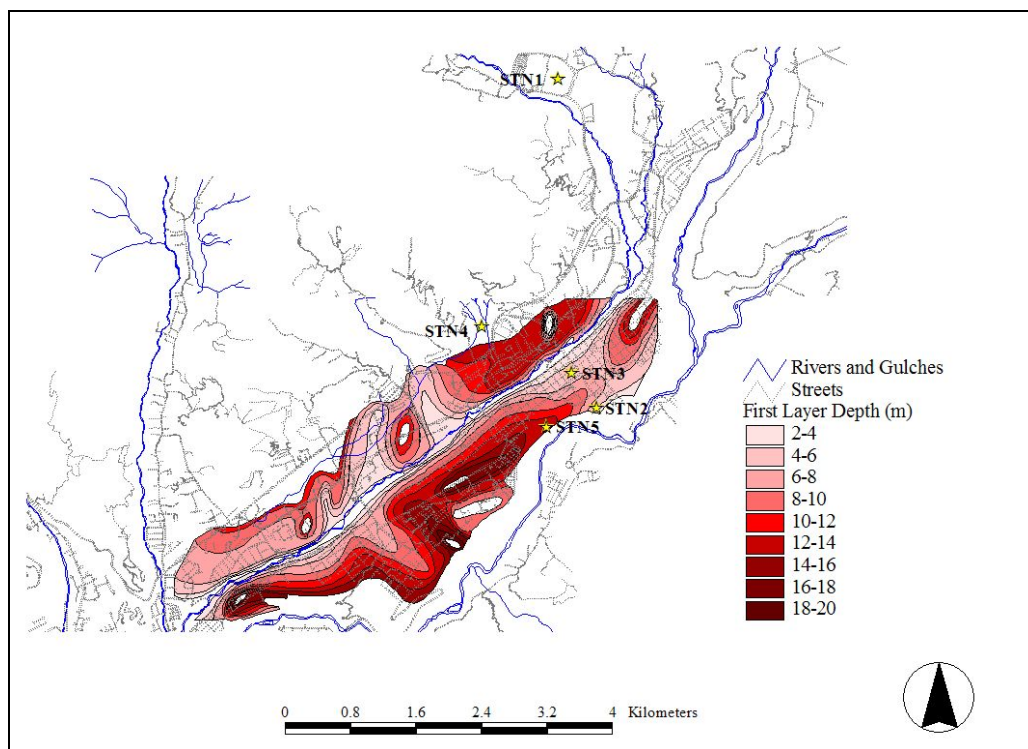 STN1
STN4
STN3
STN2
STN5
Rivers and Gulches
Streets
First Layer Depth (m)
2-4
4-6
6-8
8-10
10-12
12-14
14-16
16-18
18-20
0 0.8 1.6 2.4 3.2 4 Kilometers